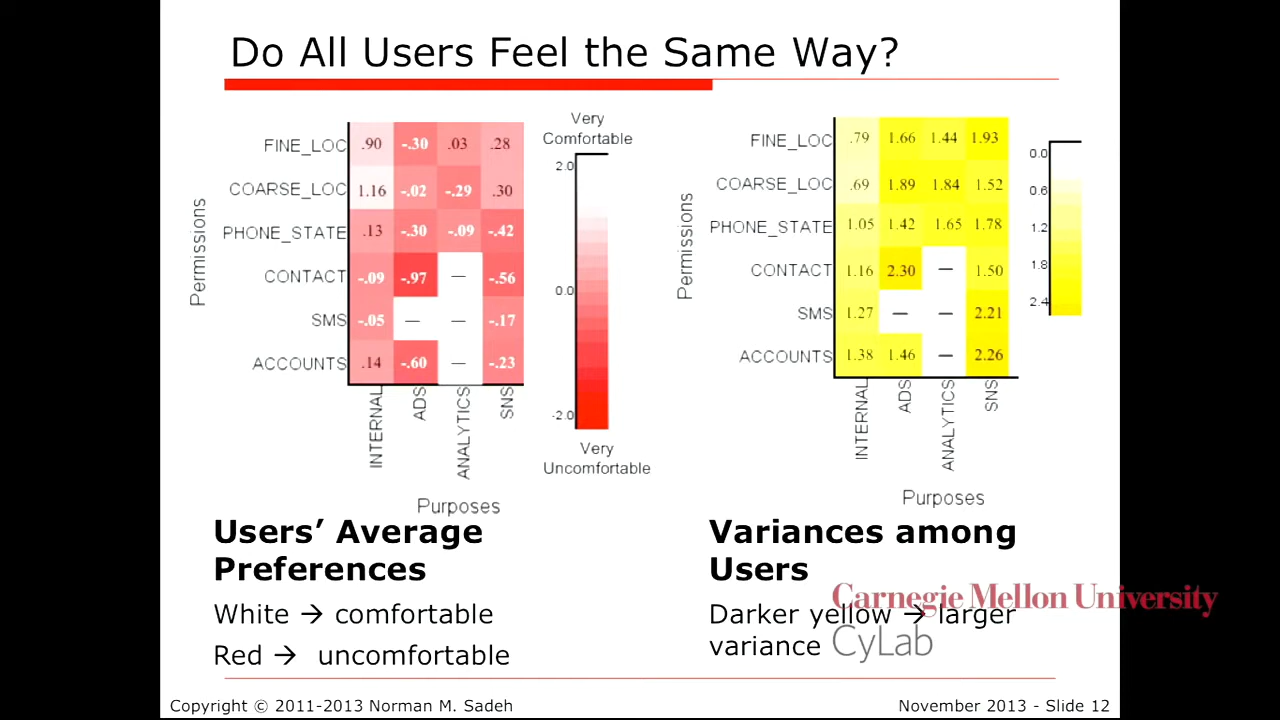 Do All Users Feel the Same Way?
Very
Comfortable
FINE_LOC .90 -.30 .03 .28
COARSE_LOC 1.16 -.02 -.29 .30
PHONE_STATE .13 -.30 -.09 -.42
CONTACT -.09 -.97 — -.56
SMS -.05 — — -.17
ACCOUNTS .14 -.60 — -.23
Permissions
INTERNAL ADS ANALYTICS SNS
Purposes
2.0
0.0
-2.0
Very
Uncomfortable
FINE_LOC .79 1.66 1.44 1.93
COARSE_LOC .69 1.89 1.84 1.52
PHONE_STATE 1.05 1.42 1.65 1.78
CONTACT 1.16 2.30 — 1.50
SMS 1.27 — — 2.21
ACCOUNTS 1.38 1.46 — 2.26
Permissions
INTERNAL ADS ANALYTICS SNS
Purposes
0.0
0.6
1.2
1.8
2.4
Users’ Average
Preferences
White → comfortable
Red → uncomfortable
Variances among
Users
Darker yellow → larger
variance
Carnegie Mellon University
CyLab
Copyright © 2011-2013 Norman M. Sadeh
November 2013 - Slide 12